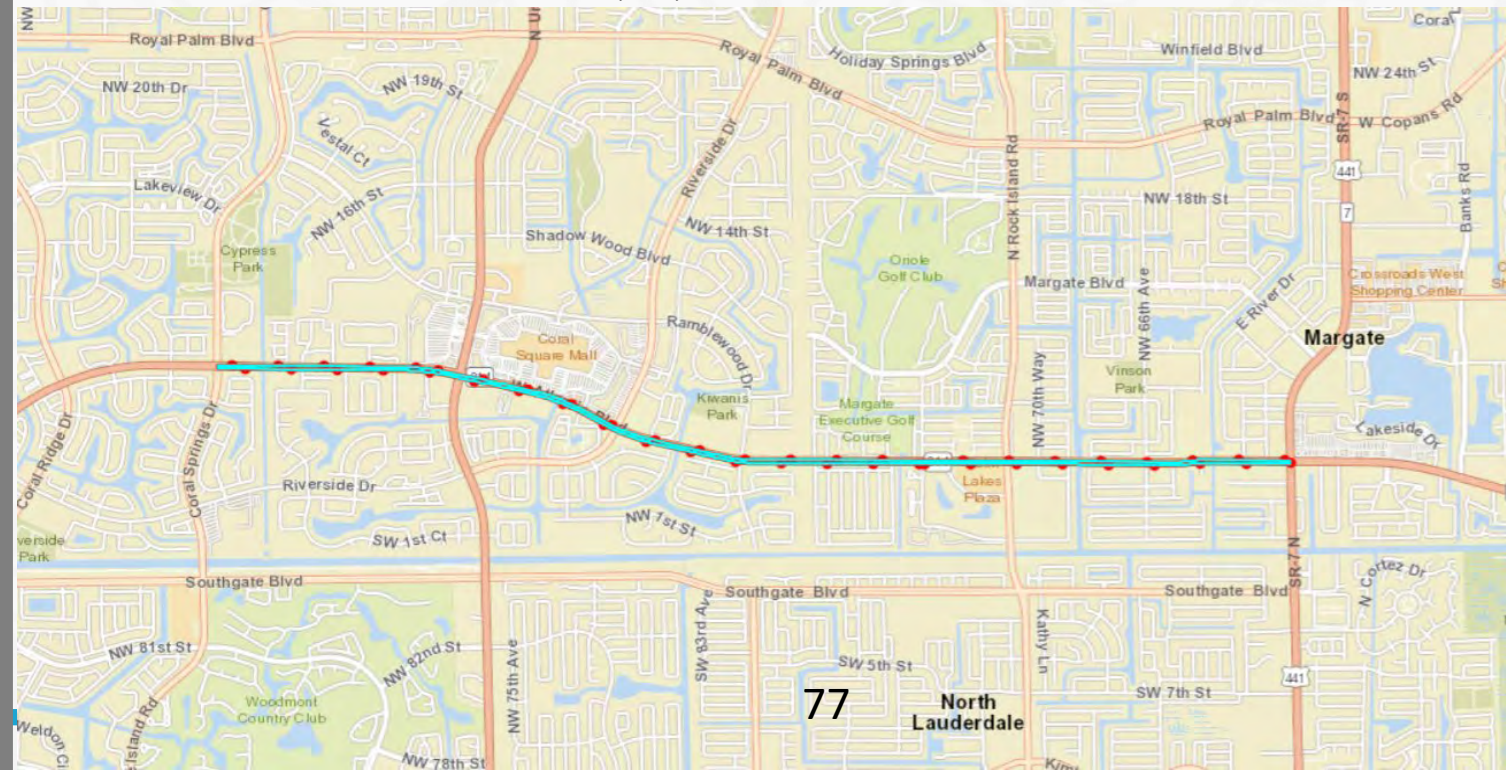 Royal Palm Blvd
NW 20th Dr
NW 19th St
Vestal Ct
Lakeview Dr
NW 16th St
Cypress
Park
Shadow Wood Blvd
Riverside Dr
NW 14th St
Royal Palm Blvd
Holiday Springs Blvd
N Rock Island Rd
Winfield Blvd
NW 24th St
Royal Palm Blvd
W Copans Rd
SR-7 S
441
7
Banks Rd
NW 18th St
Oriole
Golf Club
Margate Blvd
NW 66th Ave
E River Dr
Crossroads West
Shopping Center
Margate
Coral
Square Mall
Ramblewood Dr
Kiwanis
Park
Margate
Executive Golf
Course
NW 70th Way
Vinson
Park
Lakeside Dr
Coral Ridge Dr
Coral Springs Dr
Riverside Dr
SW 1st Ct
NW 1st St
Lakes
Plaza
Park
Southgate Blvd
Southgate Blvd
Southgate Blvd
SR-7 N
N Cortez Dr
NW 81st St
NW 82nd St
Woodmont
Country Club
NW 78th St
NW 75th Ave
SW 83rd Ave
SW 5th St
Kathy Ln
SW 7th St
441
77
North
Lauderdale